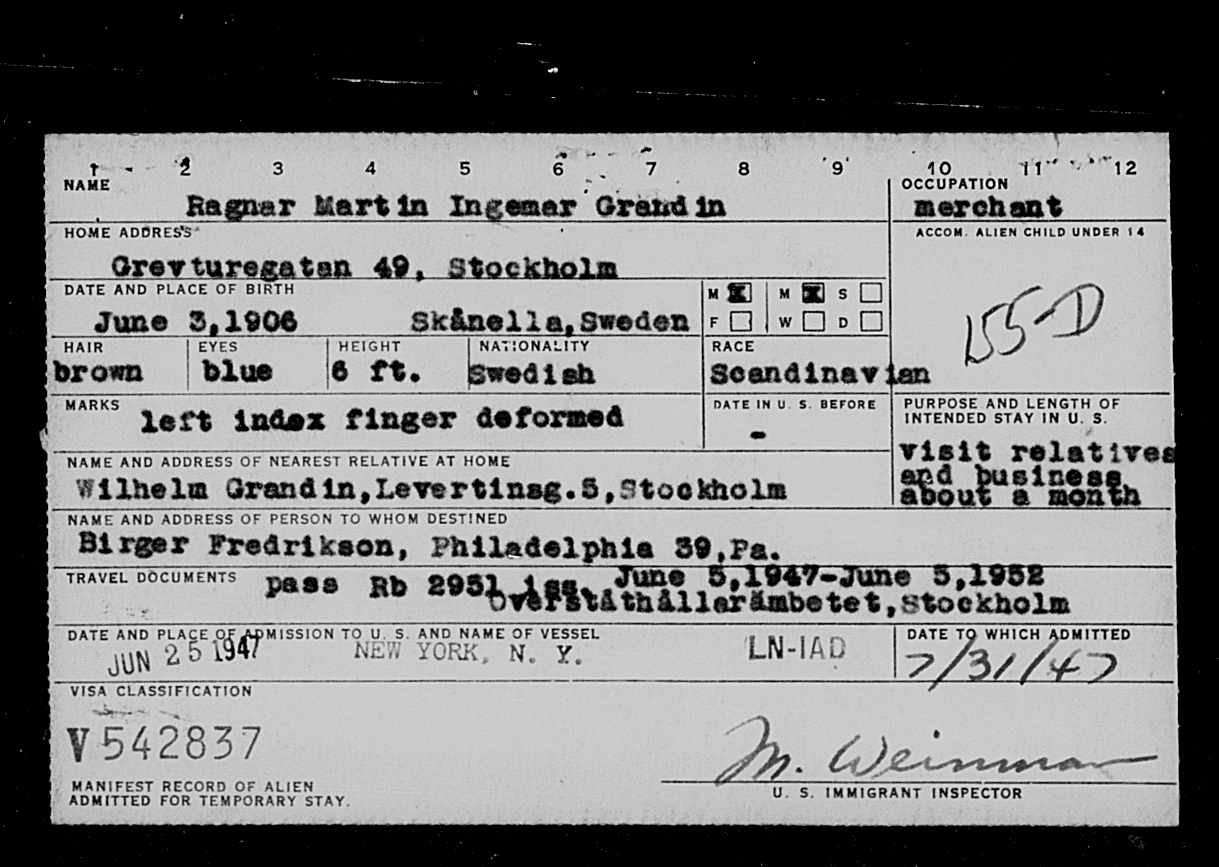 1 2 3 4 5 6 7 8 9 10 11 12
NAME
Ragnar Martin Ingemar Grandin
OCCUPATION
merchant
HOME ADDRESS
Grevturegatan 49, Stockholm
ACCOM. ALIEN CHILD UNDER 14
155-D
DATE AND PLACE OF BIRTH
June 3,1906 Skånella,Sweden
M X M X S
F W D
HAIR EYES HEIGHT NATIONALITY RACE
brown blue 6 ft. Swedish Scandinavian
MARKS
left index finger deformed
DATE IN U. S. BEFORE
-
PURPOSE AND LENGTH OF
INTENDED STAY IN U. S.
visit relatives
and business
about a month
NAME AND ADDRESS OF NEAREST RELATIVE AT HOME
Wilhelm Grandin,Levertinsg.5,Stockholm
NAME AND ADDRESS OF PERSON TO WHOM DESTINED
Birger Fredrikson, Philadelphia 39,Pa.
TRAVEL DOCUMENTS
pass Rb 2951 iss. June 5,1947-June 5,1952
Överståthållarämbetet,Stockholm
DATE AND PLACE OF ADMISSION TO U. S. AND NAME OF VESSEL
JUN 25 1947 NEW YORK, N. Y. LN-IAD
DATE TO WHICH ADMITTED
7/31/47
VISA CLASSIFICATION
V542837
M. Weinman
MANIFEST RECORD OF ALIEN
ADMITTED FOR TEMPORARY STAY.
U. S. IMMIGRANT INSPECTOR